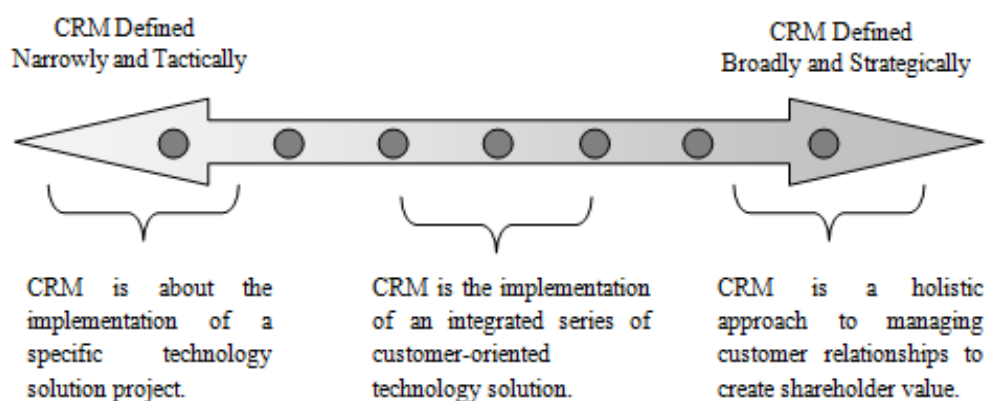 CRM Defined
Narrowly and Tactically
CRM Defined
Broadly and Strategically
CRM is about the
implementation of a
specific technology
solution project.
CRM is the implementation
of an integrated series of
customer-oriented
technology solution.
CRM is a holistic
approach to managing
customer relationships to
create shareholder value.